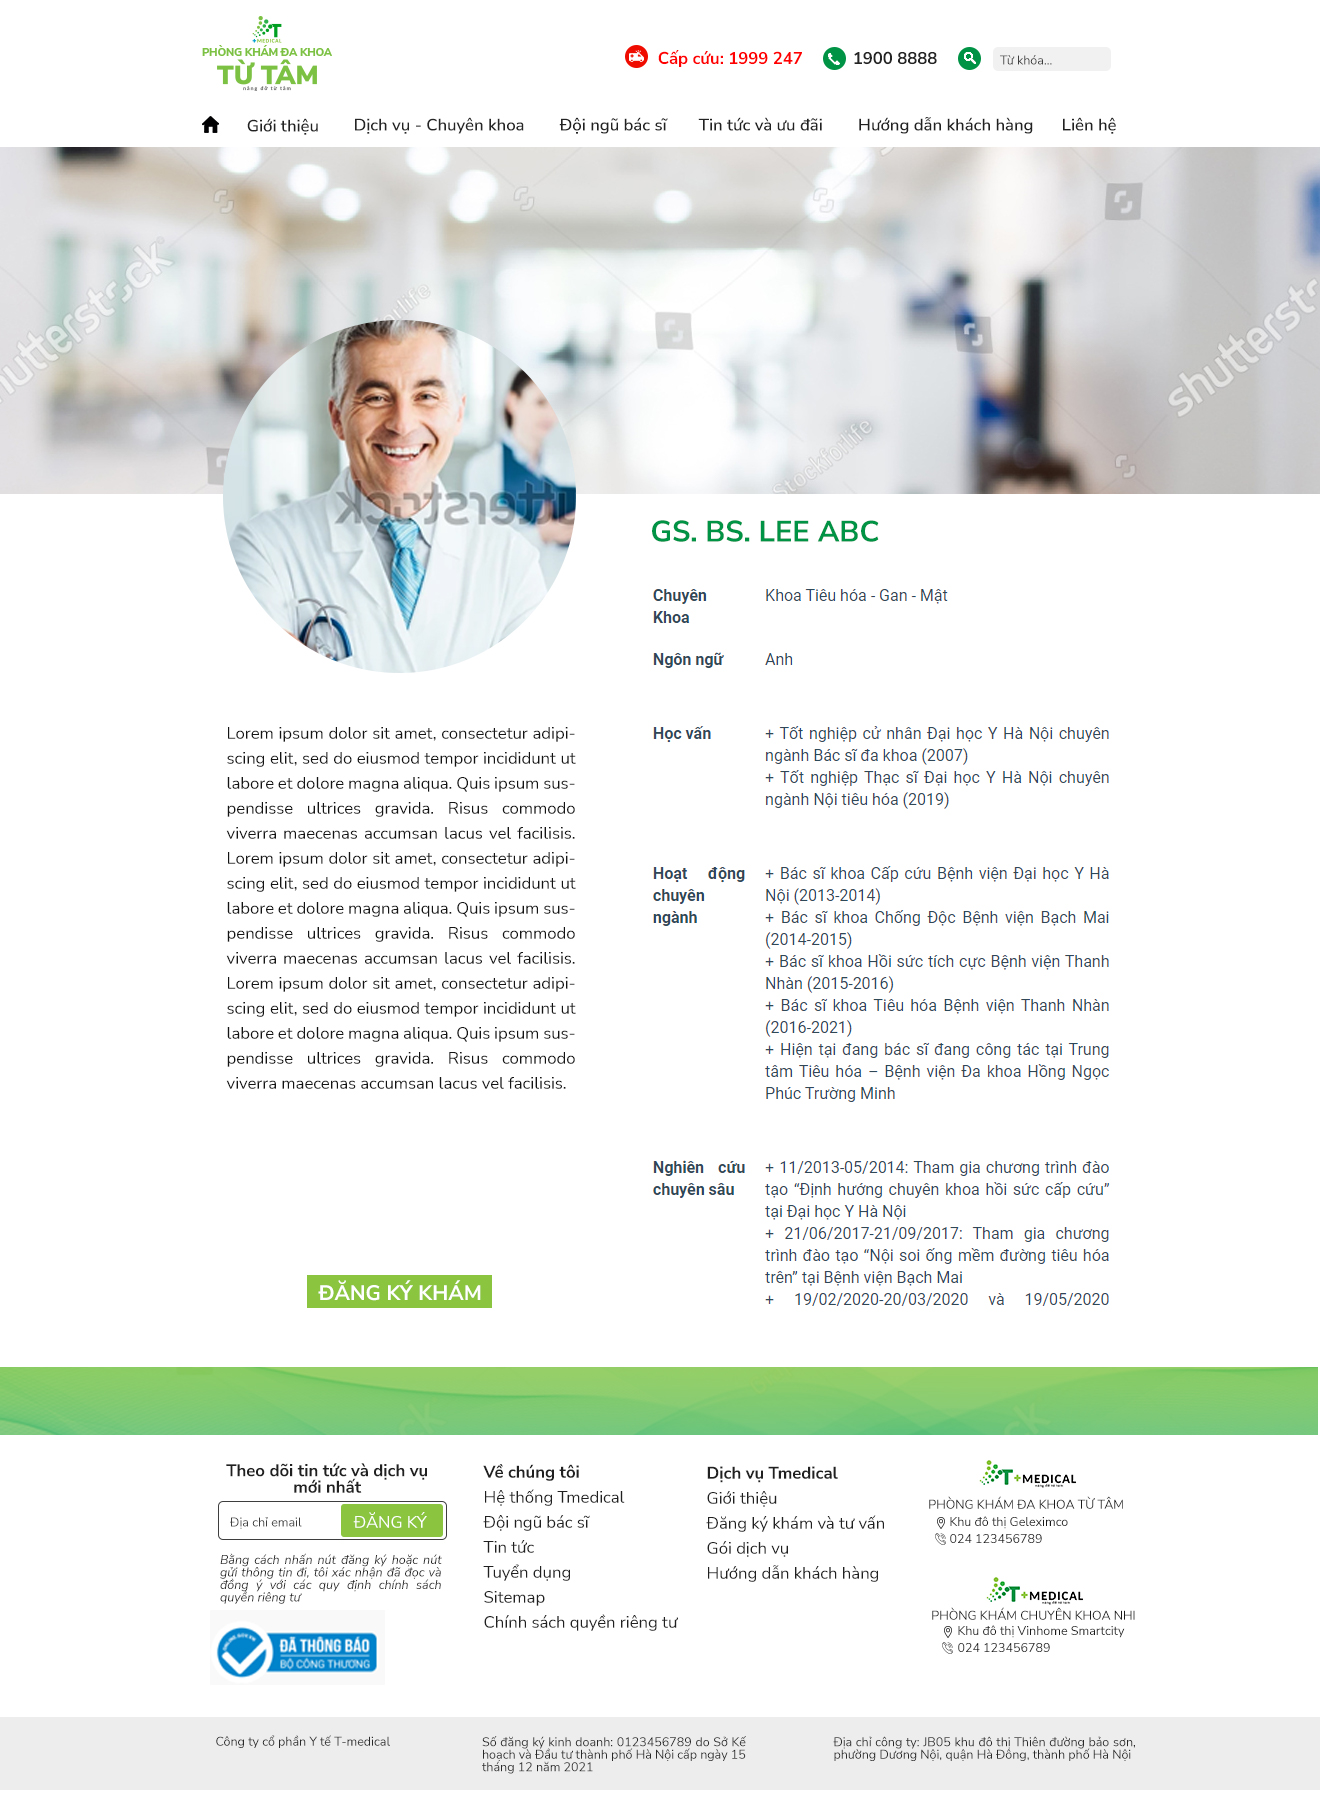 T
+MEDICAL
PHÒNG KHÁM ĐA KHOA
TỪ TÂM
nâng đỡ từ tâm
Cấp cứu: 1999 247
1900 8888
Từ khóa...
Giới thiệu
Dịch vụ - Chuyên khoa
Đội ngũ bác sĩ
Tin tức và ưu đãi
Hướng dẫn khách hàng
Liên hệ
shutterstock
shutterst
Stockforlife
GS. BS. LEE ABC
Chuyên
Khoa
Khoa Tiêu hóa - Gan - Mật
Ngôn ngữ
Anh
Lorem ipsum dolor sit amet, consectetur adipi-
scing elit, sed do eiusmod tempor incididunt ut
labore et dolore magna aliqua. Quis ipsum sus-
pendisse ultrices gravida. Risus commodo
viverra maecenas accumsan lacus vel facilisis.
Lorem ipsum dolor sit amet, consectetur adipi-
scing elit, sed do eiusmod tempor incididunt ut
labore et dolore magna aliqua. Quis ipsum sus-
pendisse ultrices gravida. Risus commodo
viverra maecenas accumsan lacus vel facilisis.
Lorem ipsum dolor sit amet, consectetur adipi-
scing elit, sed do eiusmod tempor incididunt ut
labore et dolore magna aliqua. Quis ipsum sus-
pendisse ultrices gravida. Risus commodo
viverra maecenas accumsan lacus vel facilisis.
ĐĂNG KÝ KHÁM
Học vấn
+ Tốt nghiệp cử nhân Đại học Y Hà Nội chuyên
ngành Bác sĩ đa khoa (2007)
+ Tốt nghiệp Thạc sĩ Đại học Y Hà Nội chuyên
ngành Nội tiêu hóa (2019)
Hoạt động
chuyên
ngành
+ Bác sĩ khoa Cấp cứu Bệnh viện Đại học Y Hà
Nội (2013-2014)
+ Bác sĩ khoa Chống Độc Bệnh viện Bạch Mai
(2014-2015)
+ Bác sĩ khoa Hồi sức tích cực Bệnh viện Thanh
Nhàn (2015-2016)
+ Bác sĩ khoa Tiêu hóa Bệnh viện Thanh Nhàn
(2016-2021)
+ Hiện tại đang bác sĩ đang công tác tại Trung
tâm Tiêu hóa – Bệnh viện Đa khoa Hồng Ngọc
Phúc Trường Minh
Nghiên cứu
chuyên sâu
+ 11/2013-05/2014: Tham gia chương trình đào
tạo “Định hướng chuyên khoa hồi sức cấp cứu”
tại Đại học Y Hà Nội
+ 21/06/2017-21/09/2017: Tham gia chương
trình đào tạo “Nội soi ống mềm đường tiêu hóa
trên” tại Bệnh viện Bạch Mai
+ 19/02/2020-20/03/2020 và 19/05/2020
Theo dõi tin tức và dịch vụ
mới nhất
Địa chỉ email
ĐĂNG KÝ
Bằng cách nhấn nút đăng ký hoặc nút
gửi thông tin đi, tôi xác nhận đã đọc và
đồng ý với các quy định chính sách
quyền riêng tư
ĐÃ THÔNG BÁO
BỘ CÔNG THƯƠNG
Về chúng tôi
Hệ thống Tmedical
Đội ngũ bác sĩ
Tin tức
Tuyển dụng
Sitemap
Chính sách quyền riêng tư
Dịch vụ Tmedical
Giới thiệu
Đăng ký khám và tư vấn
Gói dịch vụ
Hướng dẫn khách hàng
T+MEDICAL
nâng đỡ từ tâm
PHÒNG KHÁM ĐA KHOA TỪ TÂM
Khu đô thị Geleximco
024 123456789
T+MEDICAL
nâng đỡ từ tâm
PHÒNG KHÁM CHUYÊN KHOA NHI
Khu đô thị Vinhome Smartcity
024 123456789
Công ty cổ phần Y tế T-medical
Số đăng ký kinh doanh: 0123456789 do Sở Kế
hoạch và Đầu tư thành phố Hà Nội cấp ngày 15
tháng 12 năm 2021
Địa chỉ công ty: JB05 khu đô thị Thiên đường bảo sơn,
phường Dương Nội, quận Hà Đông, thành phố Hà Nội